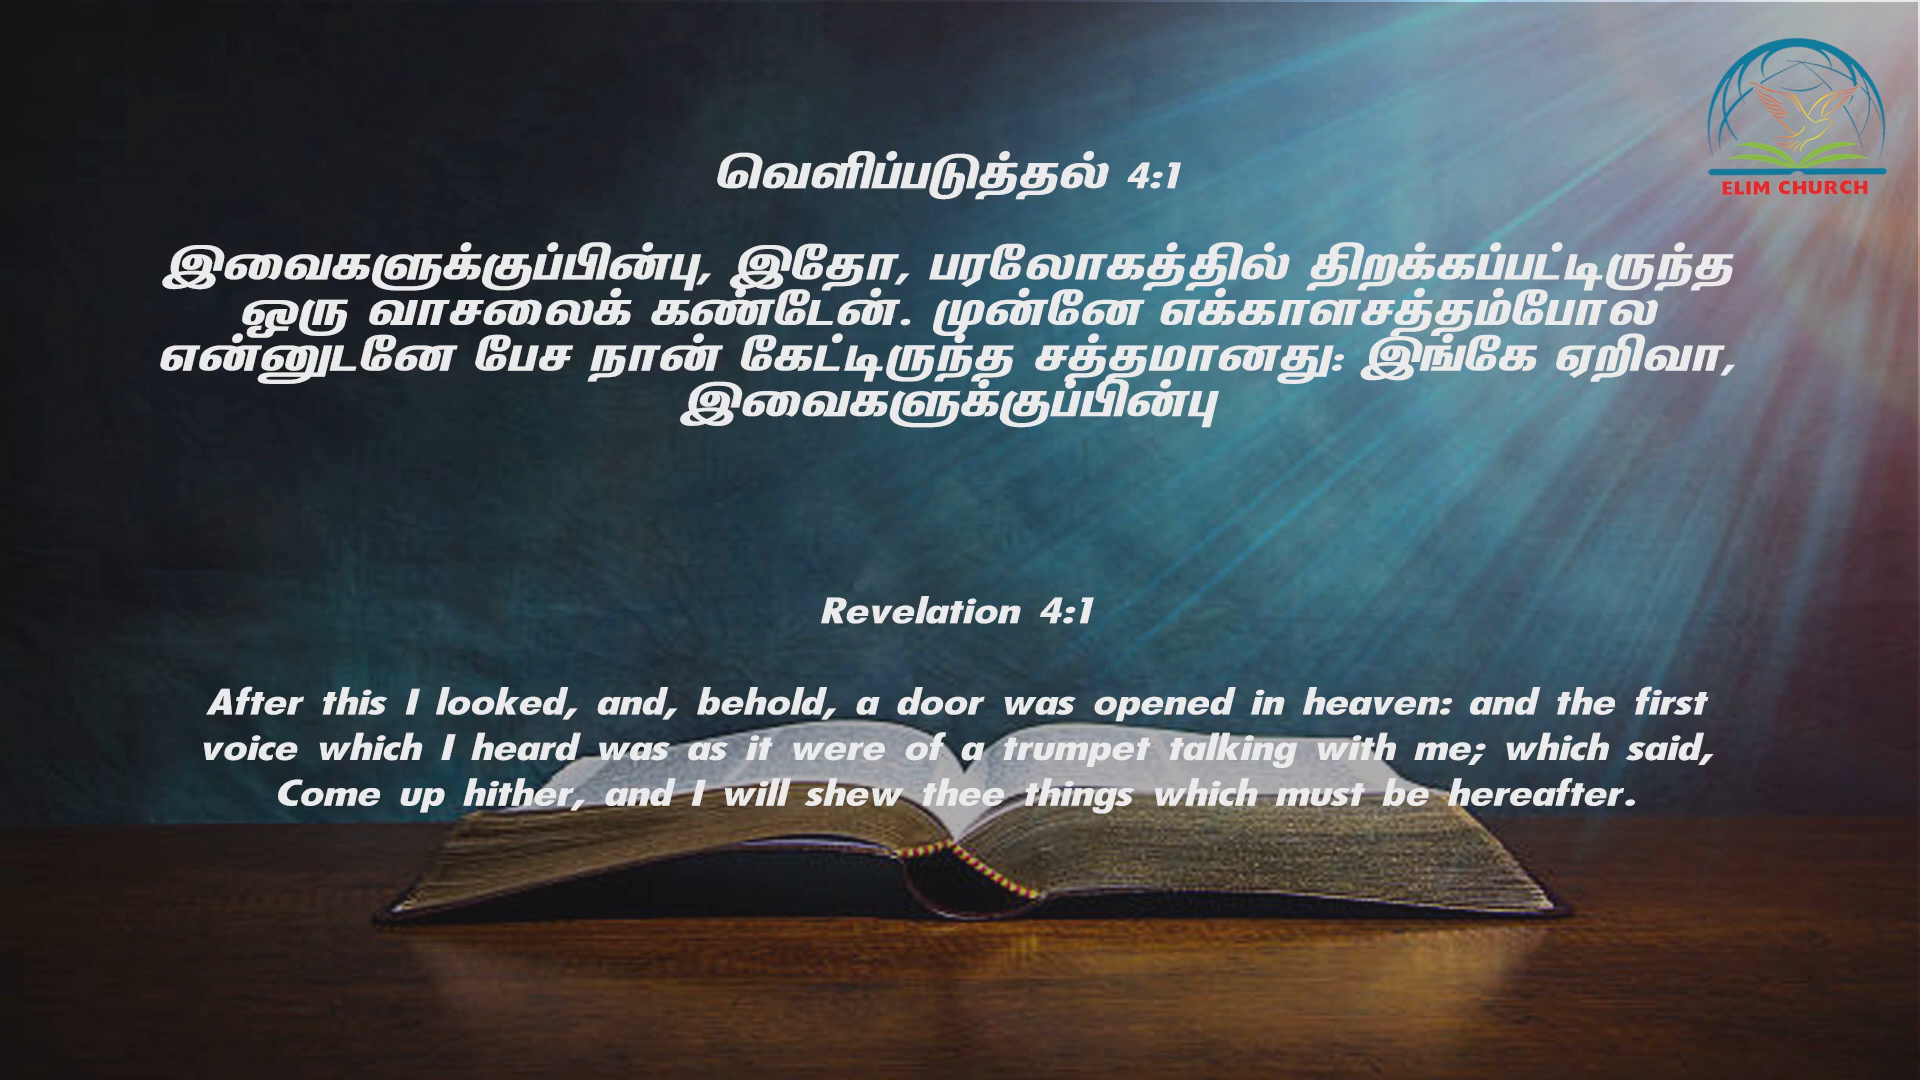 ELIM CHURCH
வெளிப்படுத்தல் 4:1
இவைகளுக்குப்பின்பு, இதோ, பரலோகத்தில் திறக்கப்பட்டிருந்த
ஒரு வாசலைக் கண்டேன். முன்னே எக்காளசத்தம்போல
என்னுடனே பேச நான் கேட்டிருந்த சத்தமானது: இங்கே ஏறிவா,
இவைகளுக்குப்பின்பு
Revelation 4:1
After this I looked, and, behold, a door was opened in heaven: and the first
voice which I heard was as it were of a trumpet talking with me; which said,
Come up hither, and I will shew thee things which must be hereafter.